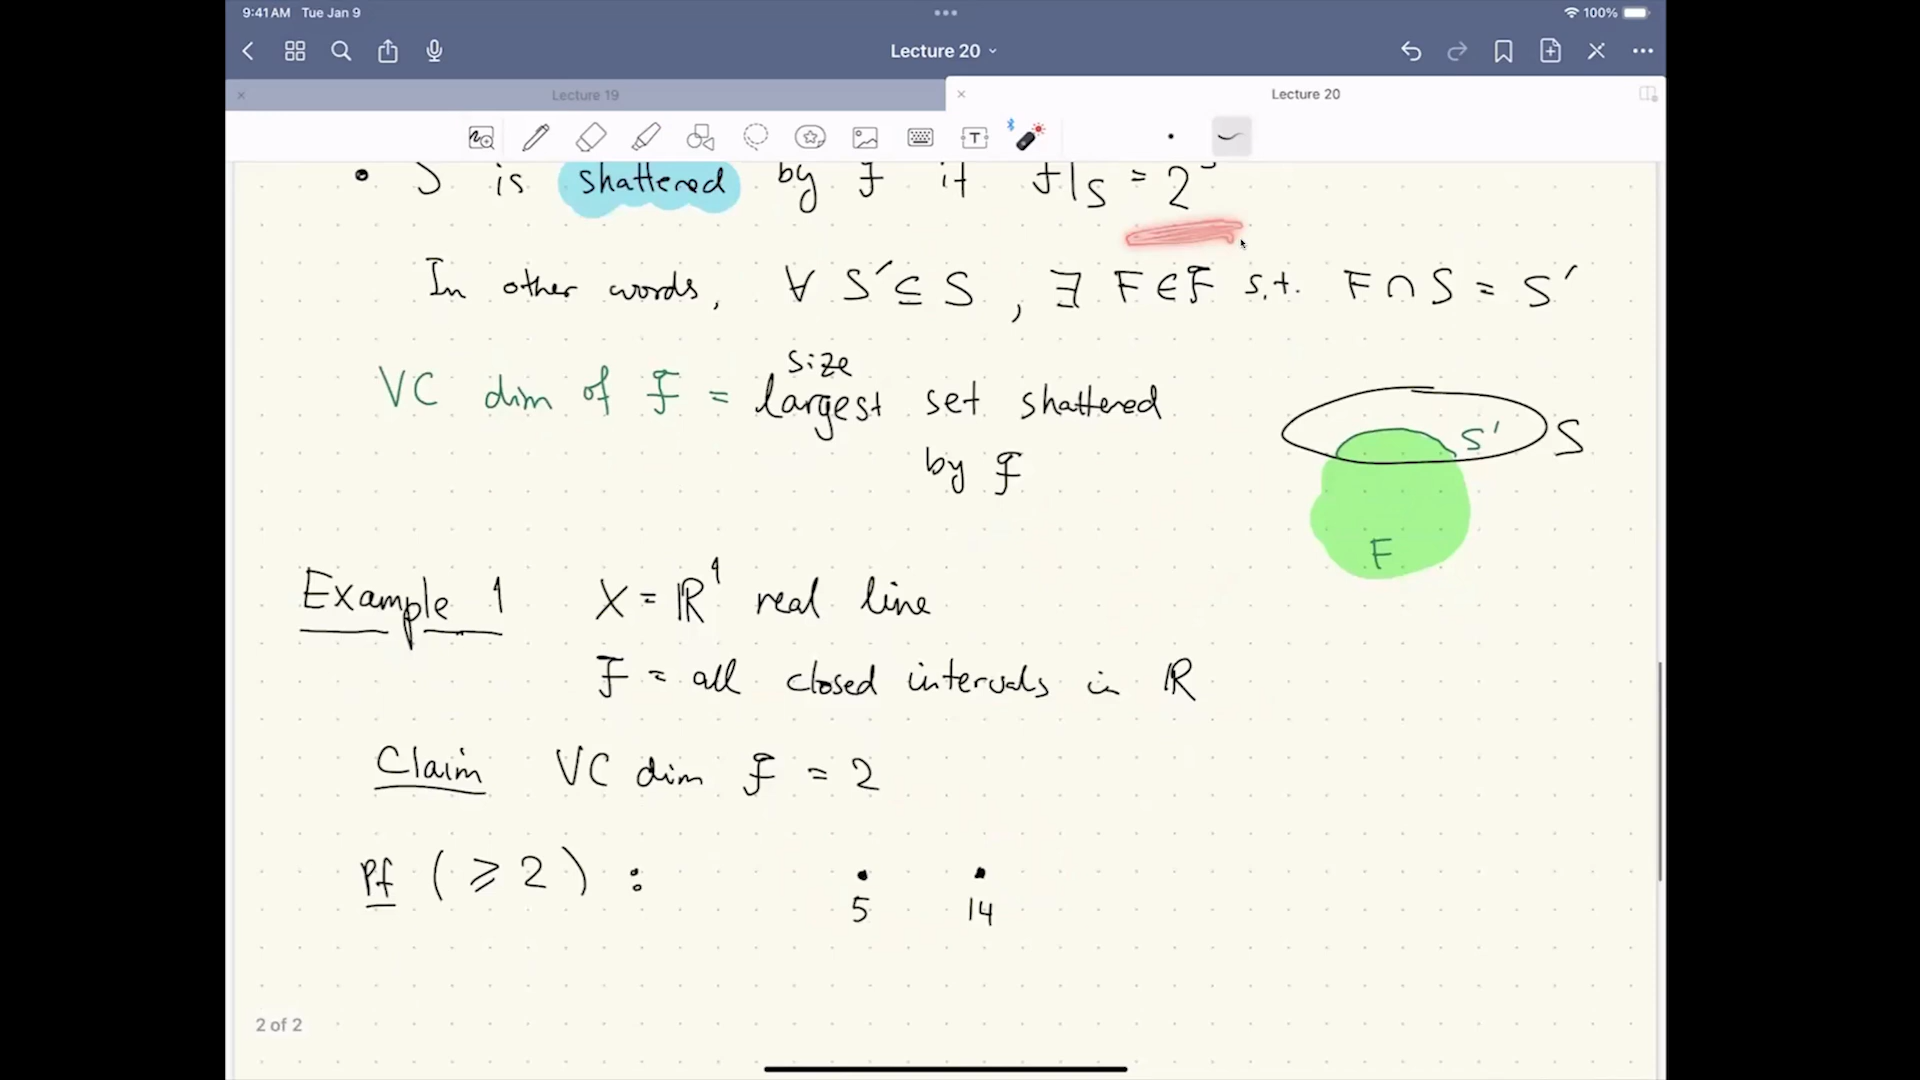 9:41 AM Tue Jan 9
100%
Lecture 20
Lecture 19
Lecture 20
• S is shattered by F if F|S = 2^S
In other words, ∀ S' ⊆ S, ∃ F ∈ F s.t. F ∩ S = S'
size
VC dim of F = largest set shattered
by F
S'
S
F
Example 1 X = ℝ¹ real line
F = all closed intervals in ℝ
Claim VC dim F = 2
Pf (⩾ 2) :
5 14
2 of 2